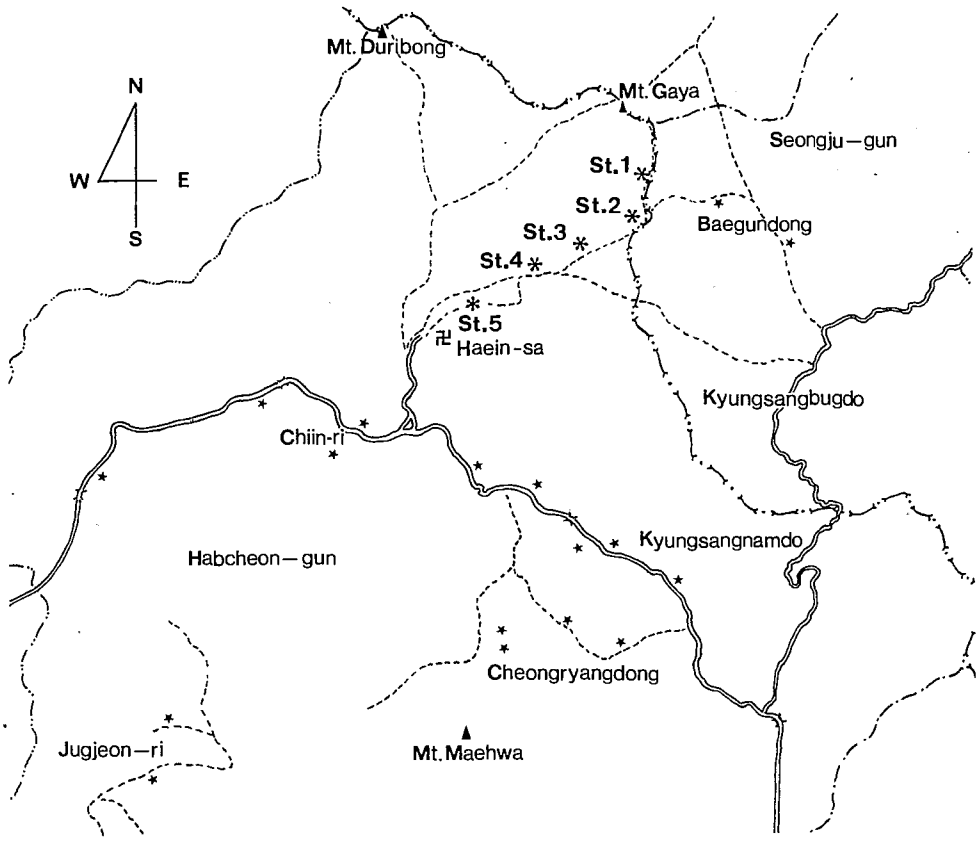 Mt. Duribong
N
Mt. Gaya
Seongju-gun
St.1
W E
St.2
Baegundong
S
St.3
St.4
St.5
卍 Haein-sa
Kyungsangbugdo
Chiin-ri
Kyungsangnamdo
Habcheon-gun
Cheongryangdong
Jugjeon-ri
Mt. Maehwa